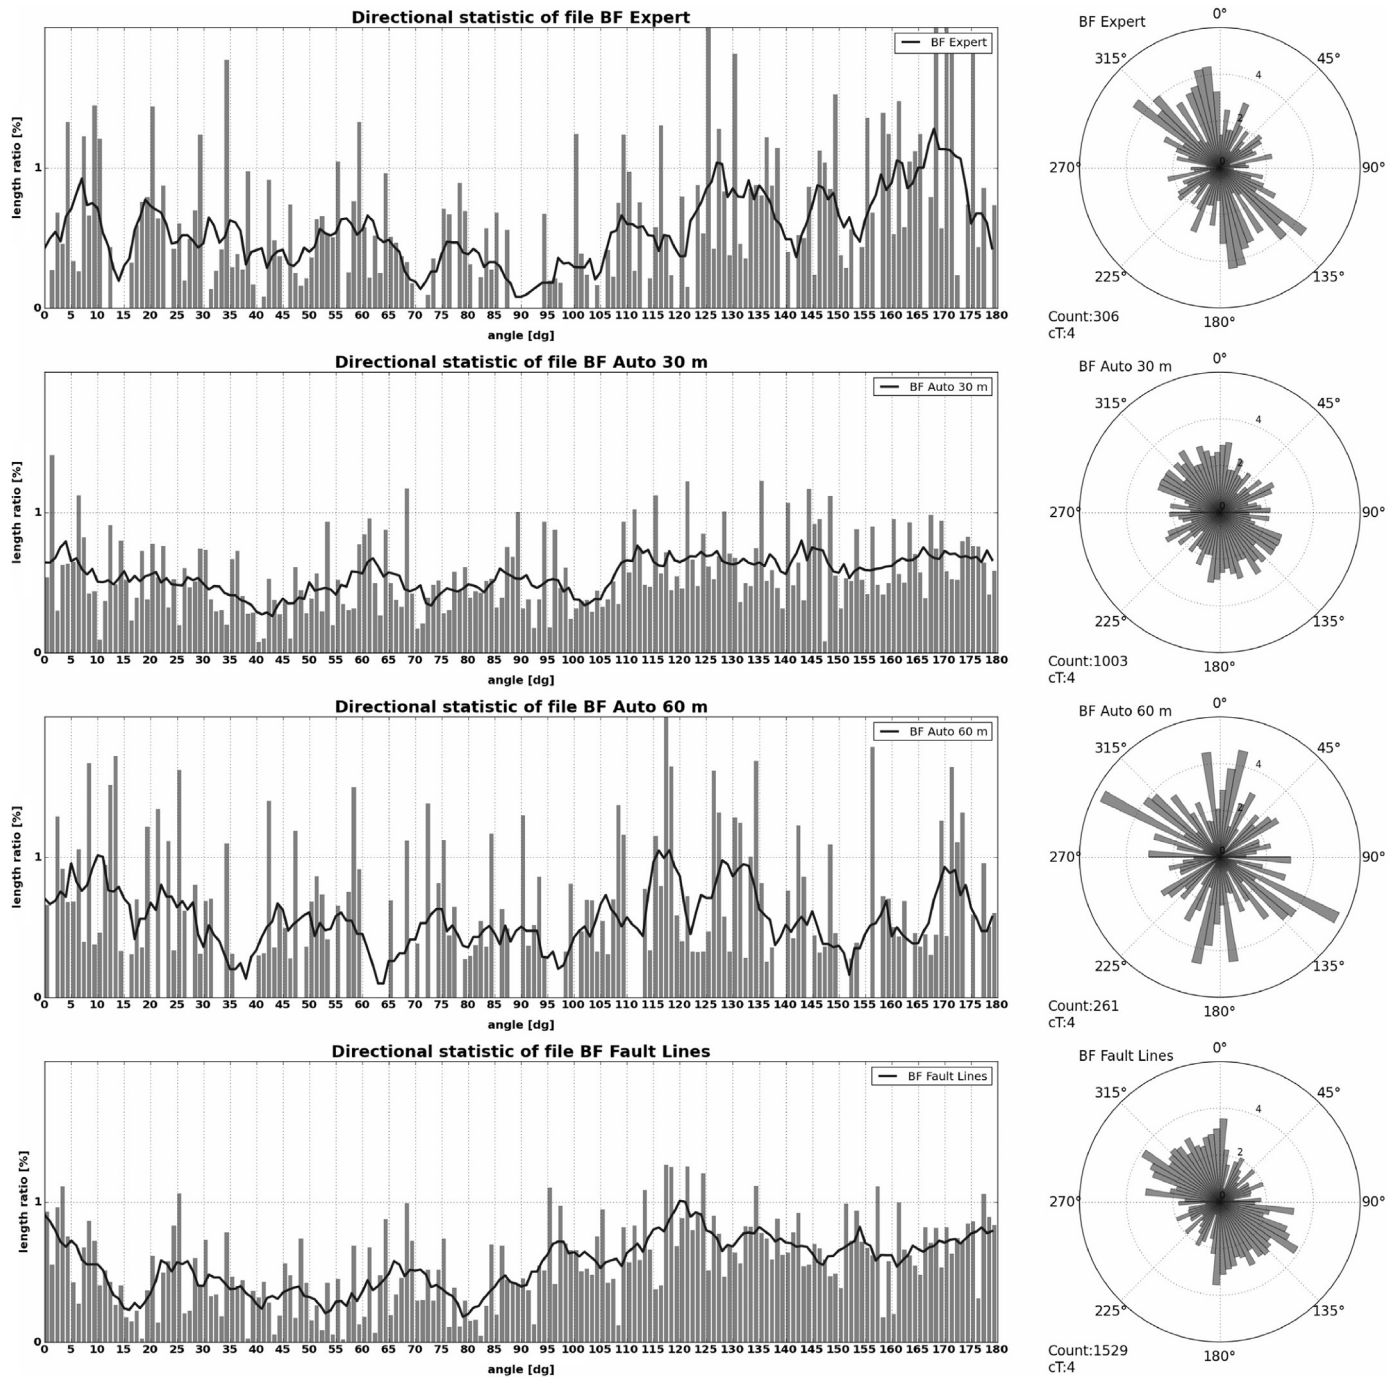 Directional statistic of file BF Expert
length ratio [%]
1
0
BF Expert
0 5 10 15 20 25 30 35 40 45 50 55 60 65 70 75 80 85 90 95 100 105 110 115 120 125 130 135 140 145 150 155 160 165 170 175 180
angle [dg]
BF Expert
0°
315° 45°
4
2
0
270° 90°
225° 135°
180°
Count:306
cT:4
Directional statistic of file BF Auto 30 m
length ratio [%]
1
0
BF Auto 30 m
0 5 10 15 20 25 30 35 40 45 50 55 60 65 70 75 80 85 90 95 100 105 110 115 120 125 130 135 140 145 150 155 160 165 170 175 180
angle [dg]
BF Auto 30 m
0°
315° 45°
4
2
0
270° 90°
225° 135°
180°
Count:1003
cT:4
Directional statistic of file BF Auto 60 m
length ratio [%]
1
0
BF Auto 60 m
0 5 10 15 20 25 30 35 40 45 50 55 60 65 70 75 80 85 90 95 100 105 110 115 120 125 130 135 140 145 150 155 160 165 170 175 180
angle [dg]
BF Auto 60 m
0°
315° 45°
4
2
0
270° 90°
225° 135°
180°
Count:261
cT:4
Directional statistic of file BF Fault Lines
length ratio [%]
1
0
BF Fault Lines
0 5 10 15 20 25 30 35 40 45 50 55 60 65 70 75 80 85 90 95 100 105 110 115 120 125 130 135 140 145 150 155 160 165 170 175 180
angle [dg]
BF Fault Lines
0°
315° 45°
4
2
0
270° 90°
225° 135°
180°
Count:1529
cT:4